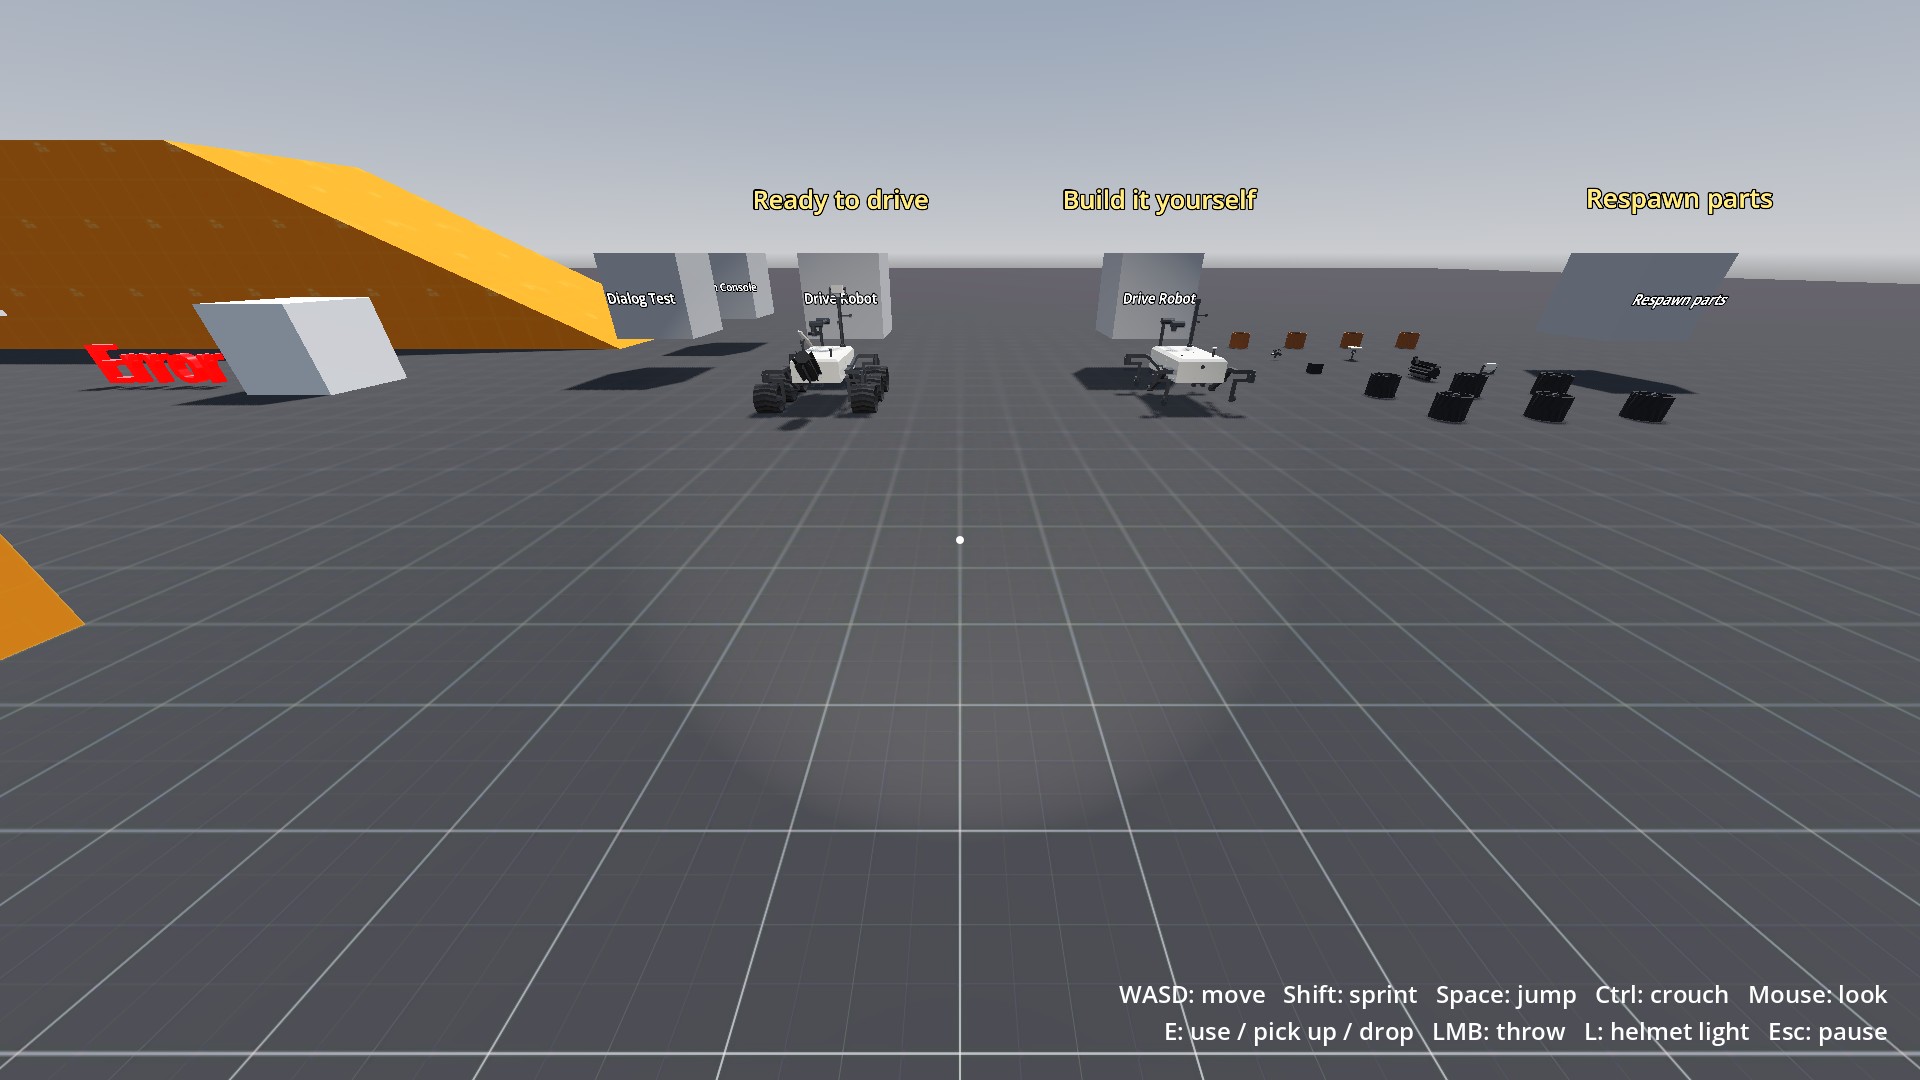 Ready to drive
Build it yourself
Respawn parts
Dialog Test
Console
Drive Robot
Drive Robot
Respawn parts
Error
WASD: move Shift: sprint Space: jump Ctrl: crouch Mouse: look
E: use / pick up / drop LMB: throw L: helmet light Esc: pause